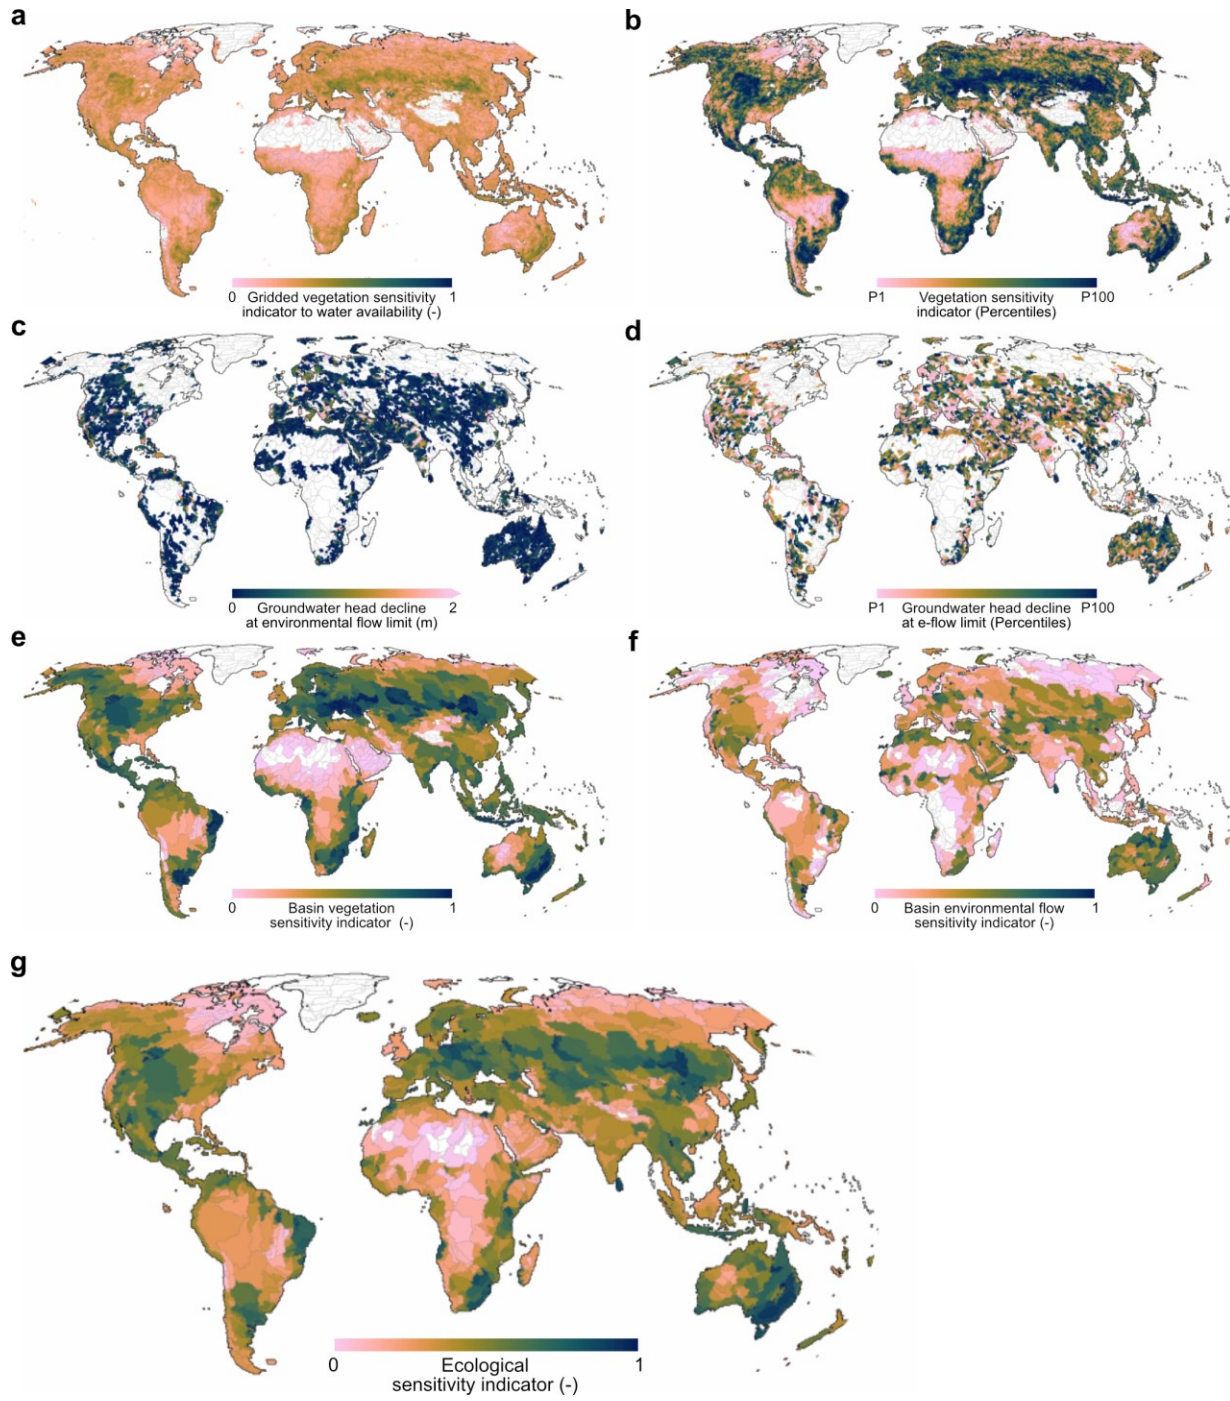 a
b
0 Gridded vegetation sensitivity 1
indicator to water availability (-)
P1 Vegetation sensitivity P100
indicator (Percentiles)
c
d
0 Groundwater head decline 2
at environmental flow limit (m)
P1 Groundwater head decline P100
at e-flow limit (Percentiles)
e
f
0 Basin vegetation 1
sensitivity indicator (-)
0 Basin environmental flow 1
sensitivity indicator (-)
g
0 Ecological 1
sensitivity indicator (-)